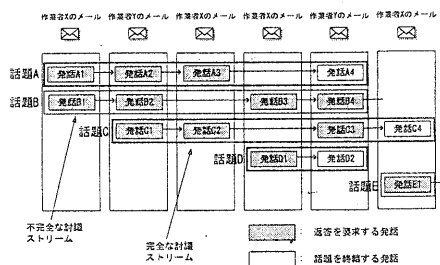 作業者Xのメール 作業者Yのメール 作業者Xのメール 作業者Yのメール 作業者Xのメール 作業者Yのメール 作業者Xのメール
話題A 発話A1 発話A2 発話A3 発話A4
話題B 発話B1 発話B2 発話B3 発話B4
話題C 発話C1 発話C2 発話C3 発話C4
話題D 発話D1 発話D2
話題E 発話E1
不完全な討議
ストリーム
完全な討議
ストリーム
: 返答を要求する発話
: 話題を終結する発話